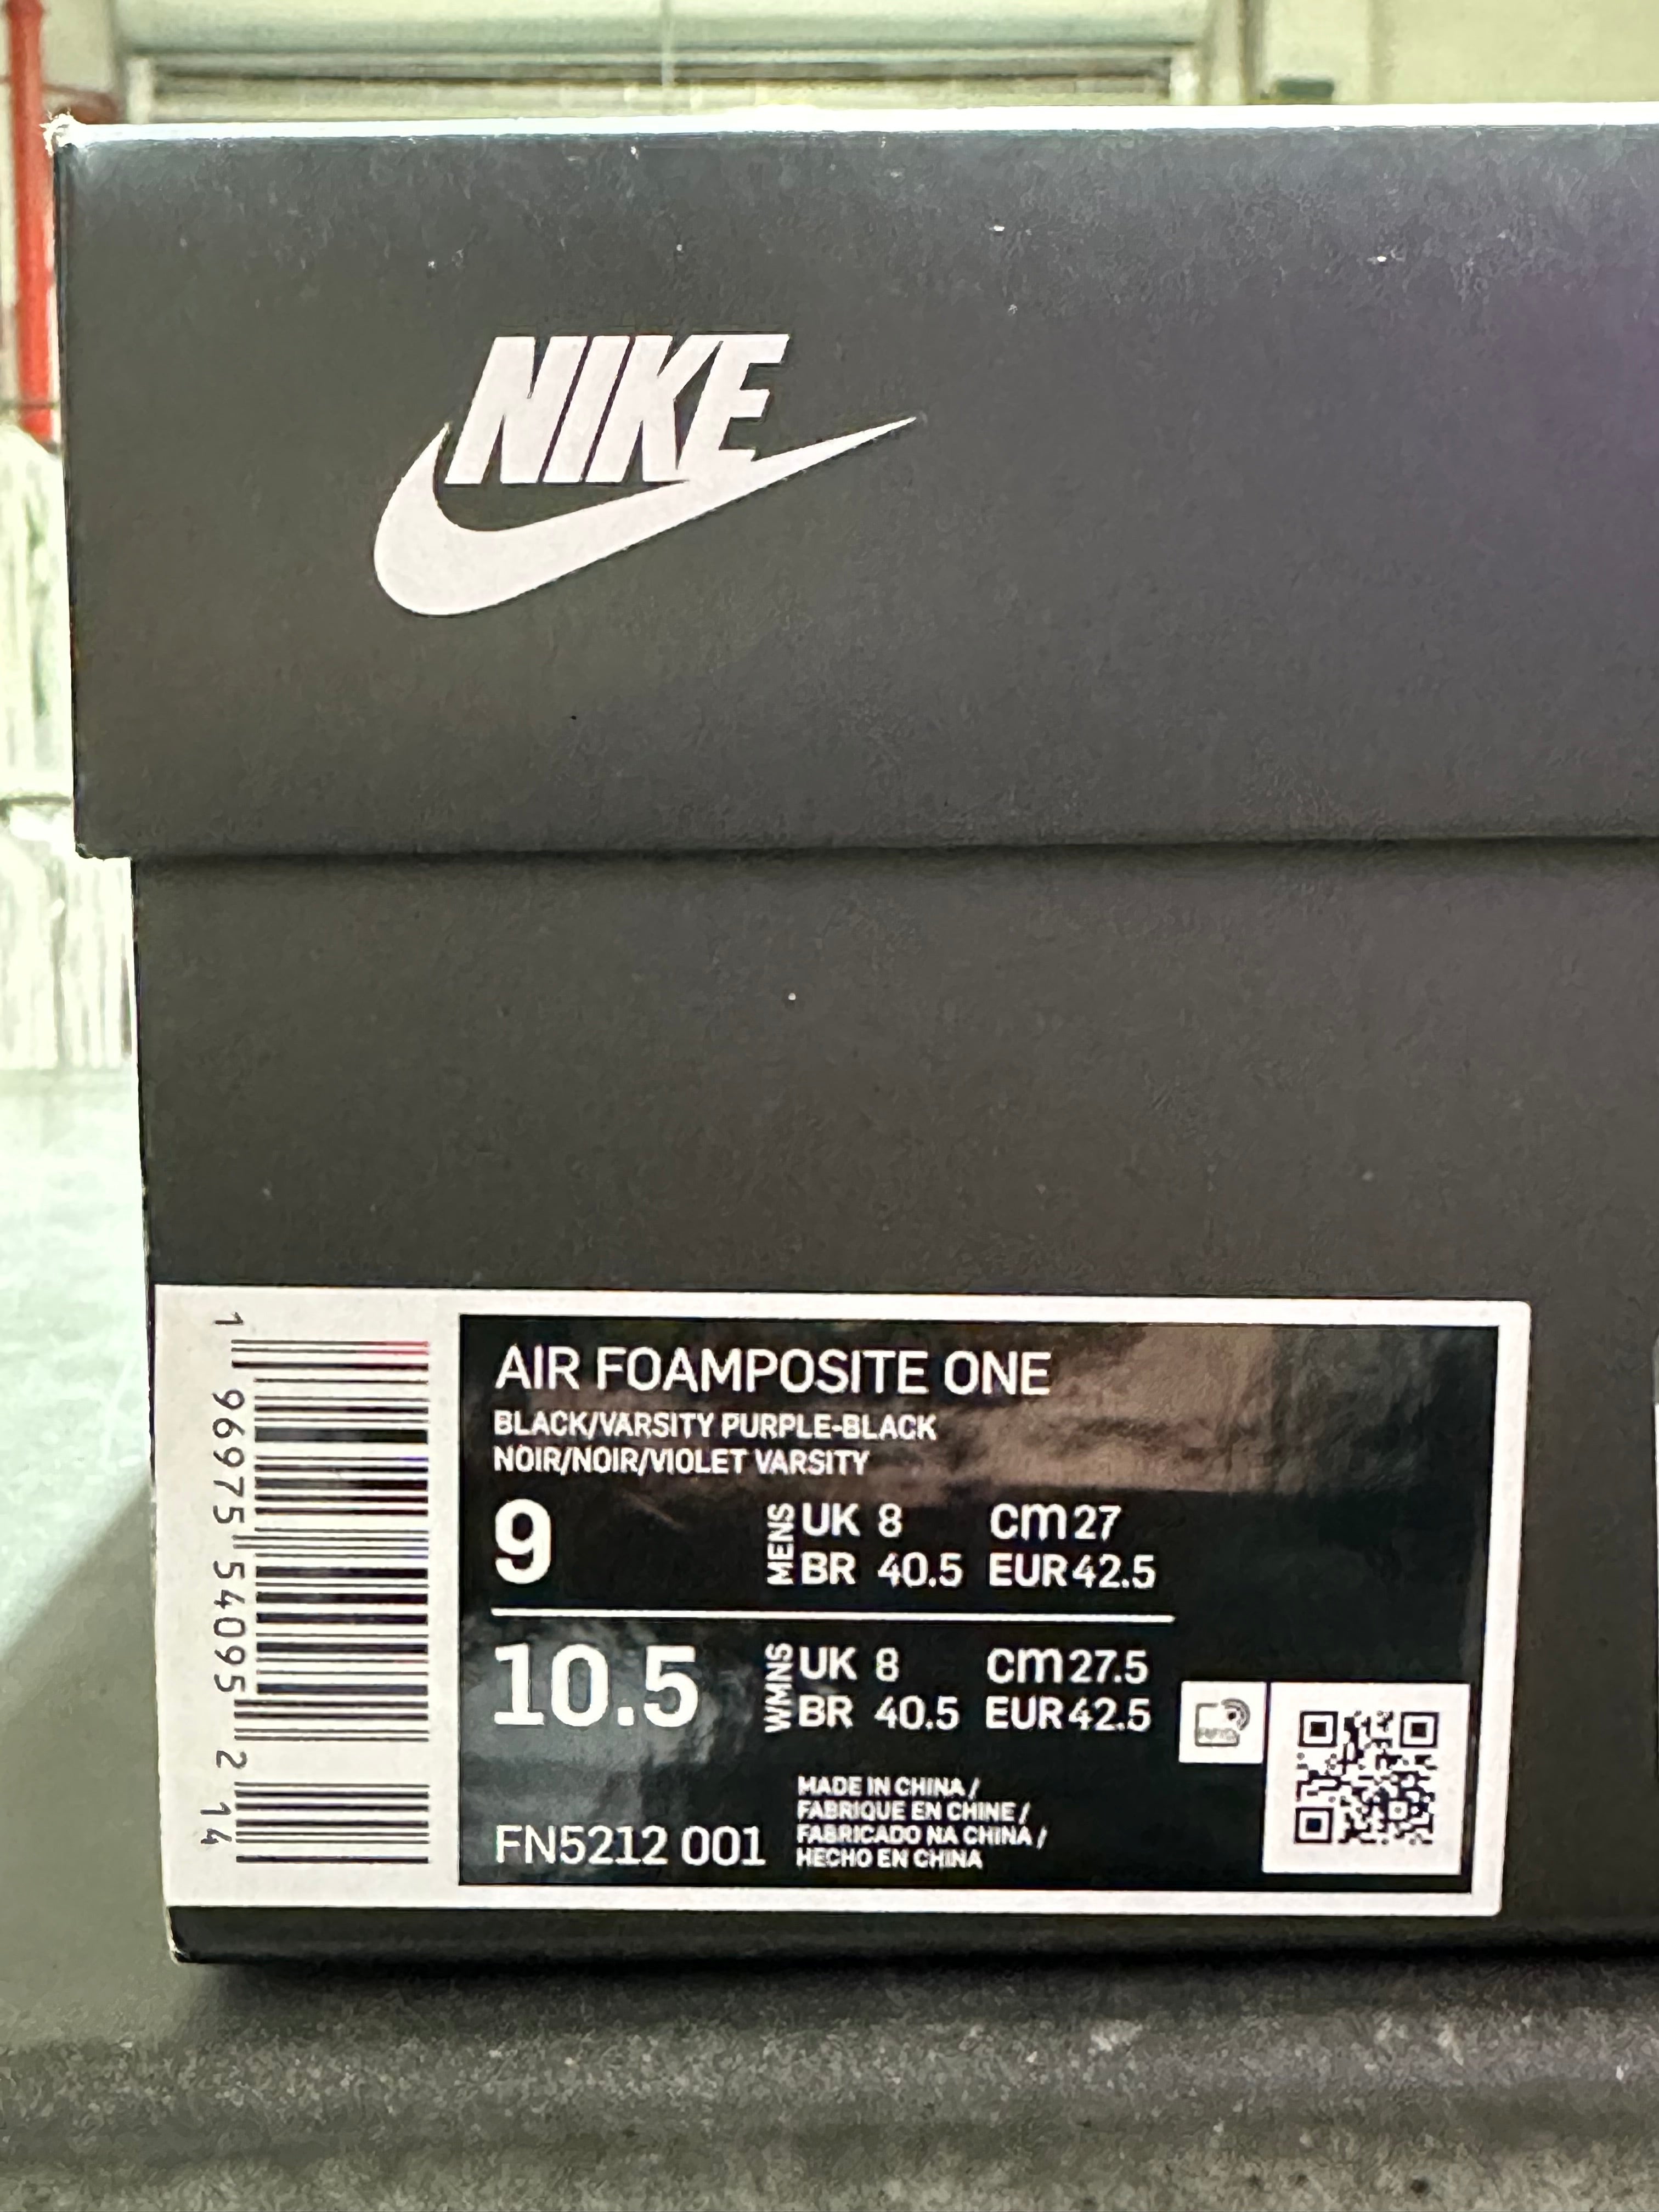 NIKE
1 96975 54095 2 14
AIR FOAMPOSITE ONE
BLACK/VARSITY PURPLE-BLACK
NOIR/NOIR/VIOLET VARSITY
9 MENS UK 8 cm 27
BR 40.5 EUR 42.5
10.5 WMNS UK 8 cm 27.5
BR 40.5 EUR 42.5
MADE IN CHINA /
FABRIQUE EN CHINE /
FABRICADO NA CHINA /
HECHO EN CHINA
FN5212 001
RFID